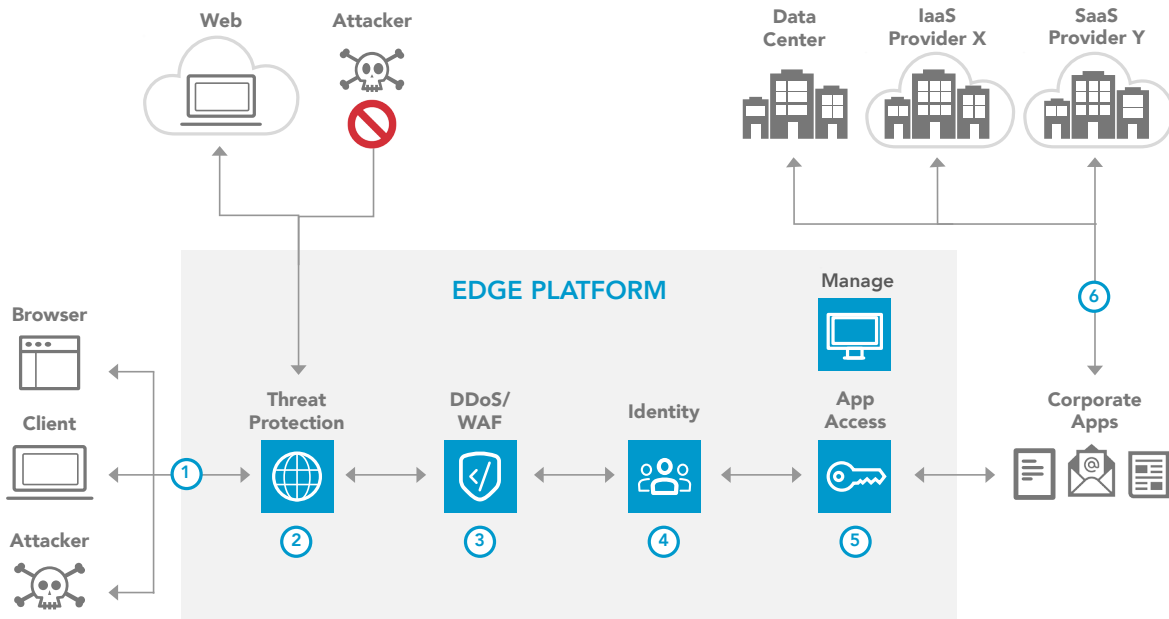 Web
Attacker
Data
Center
IaaS
Provider X
SaaS
Provider Y
EDGE PLATFORM
Manage
6
Browser
Client
Attacker
1
Threat
Protection
2
DDoS/
WAF
</>
3
Identity
4
App
Access
5
Corporate
Apps
@